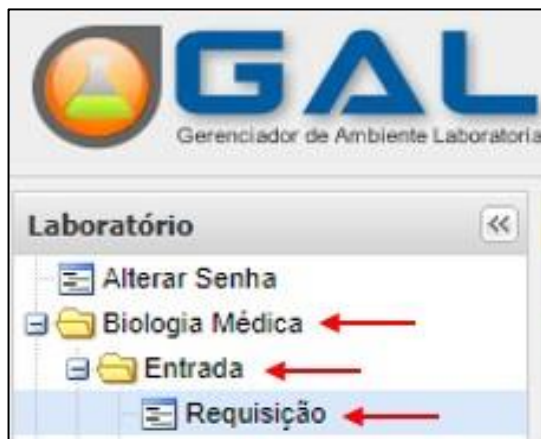 GAL
Gerenciador de Ambiente Laboratoria
Laboratório
Alterar Senha
Biologia Médica
Entrada
Requisição